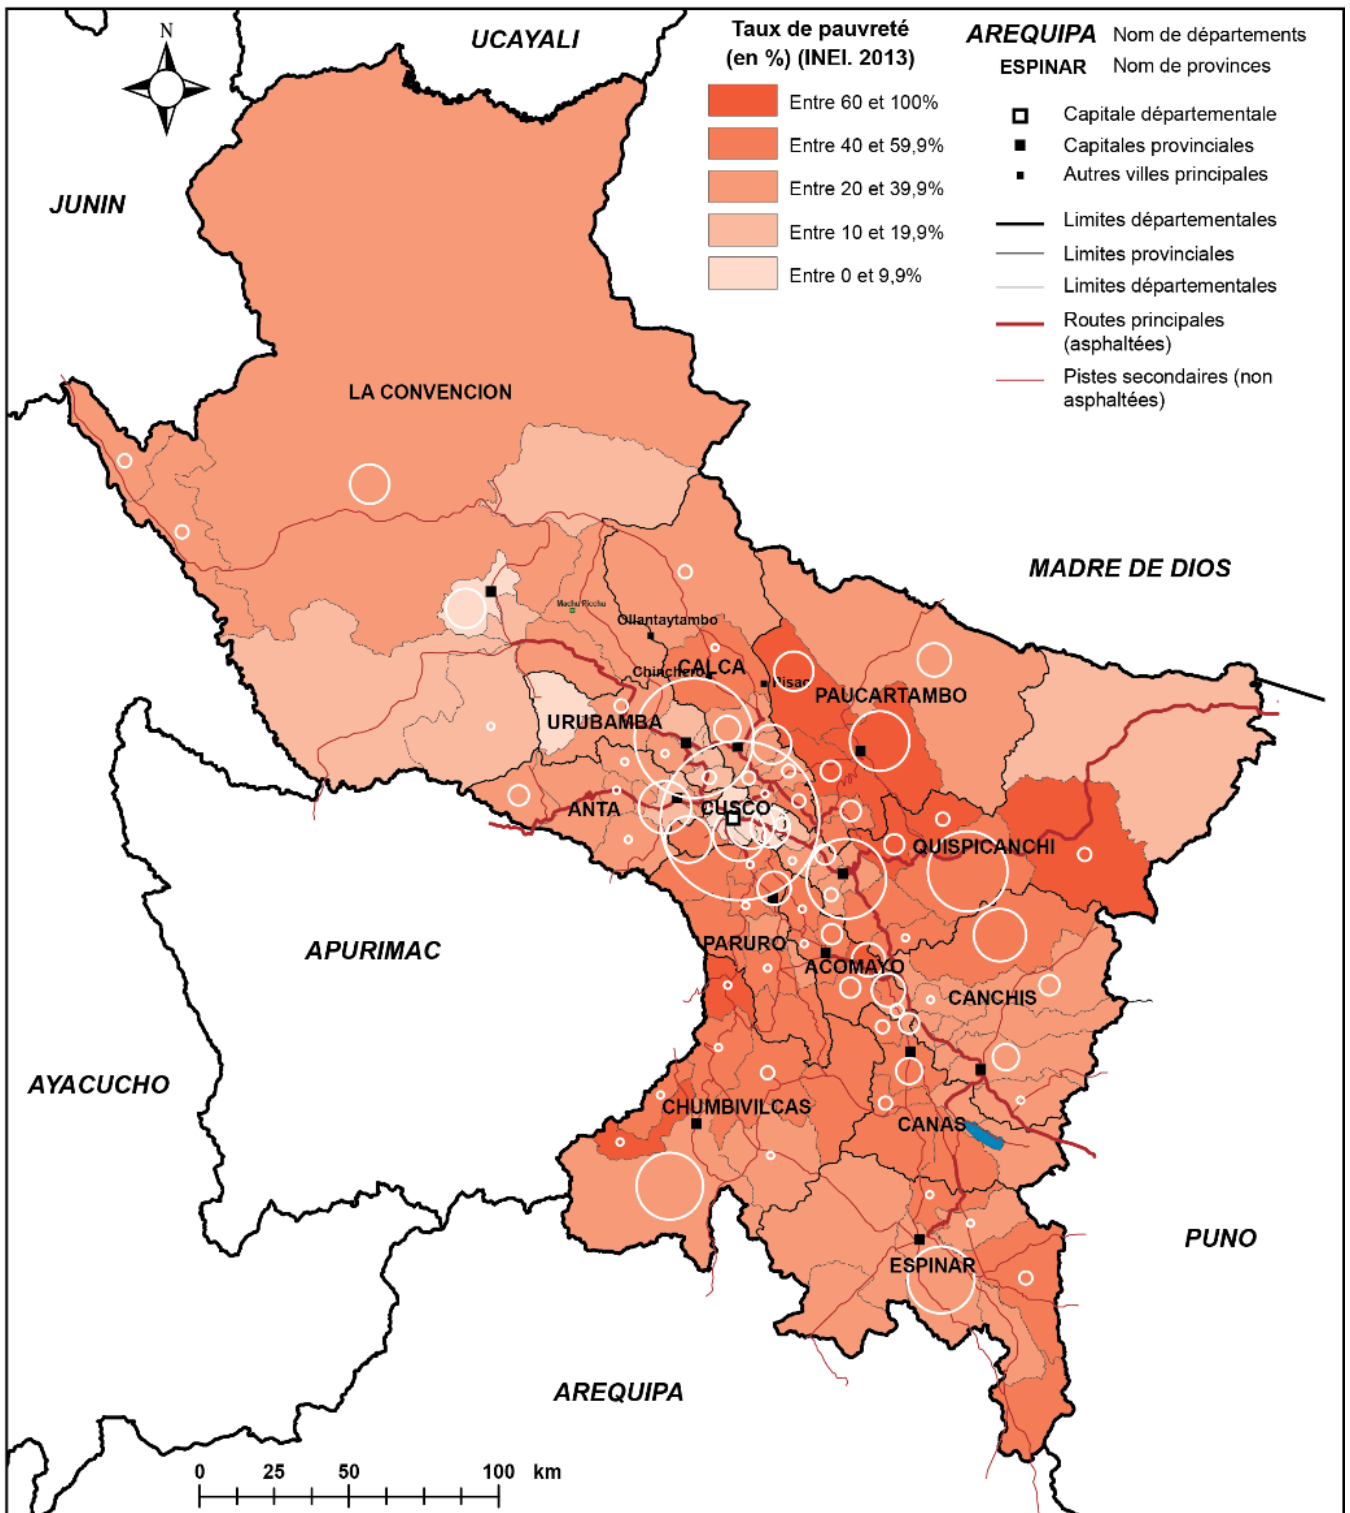 N
UCAYALI
Taux de pauvreté
(en %) (INEI. 2013)
Entre 60 et 100%
Entre 40 et 59,9%
Entre 20 et 39,9%
Entre 10 et 19,9%
Entre 0 et 9,9%
AREQUIPA Nom de départements
ESPINAR Nom de provinces
Capitale départementale
Capitales provinciales
Autres villes principales
Limites départementales
Limites provinciales
Limites départementales
Routes principales
(asphaltées)
Pistes secondaires (non
asphaltées)
JUNIN
LA CONVENCION
MADRE DE DIOS
Machu Picchu
Ollantaytambo
Chinchero
CALCA
Pisac
PAUCARTAMBO
URUBAMBA
ANTA
CUSCO
QUISPICANCHI
APURIMAC
PARURO
ACOMAYO
CANCHIS
AYACUCHO
CHUMBIVILCAS
CANAS
PUNO
ESPINAR
AREQUIPA
0 25 50 100 km